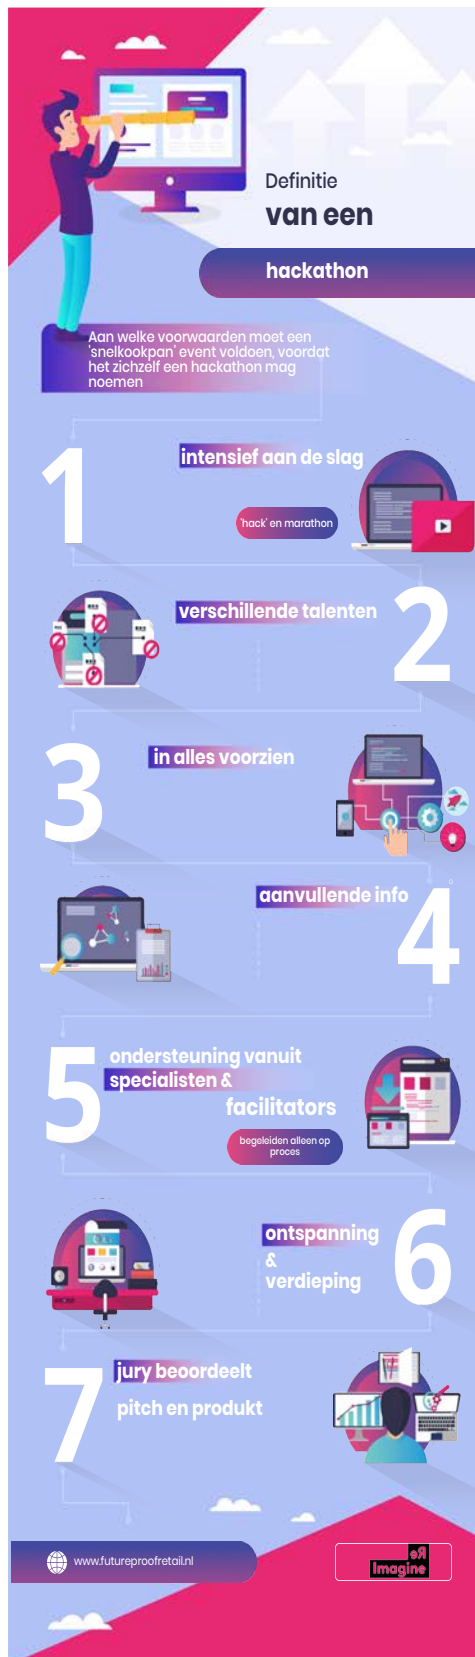 Definitie
van een
hackathon
Aan welke voorwaarden moet een
'snelkookpan' event voldoen, voordat
het zichzelf een hackathon mag
noemen
1
intensief aan de slag
'hack' en marathon
verschillende talenten
2
3
in alles voorzien
aanvullende info
4
5
ondersteuning vanuit
specialisten &
facilitators
begeleiden alleen op
proces
ontspanning
&
verdieping
6
7
jury beoordeelt
pitch en produkt
www.futureproofretail.nl
Re
Imagine